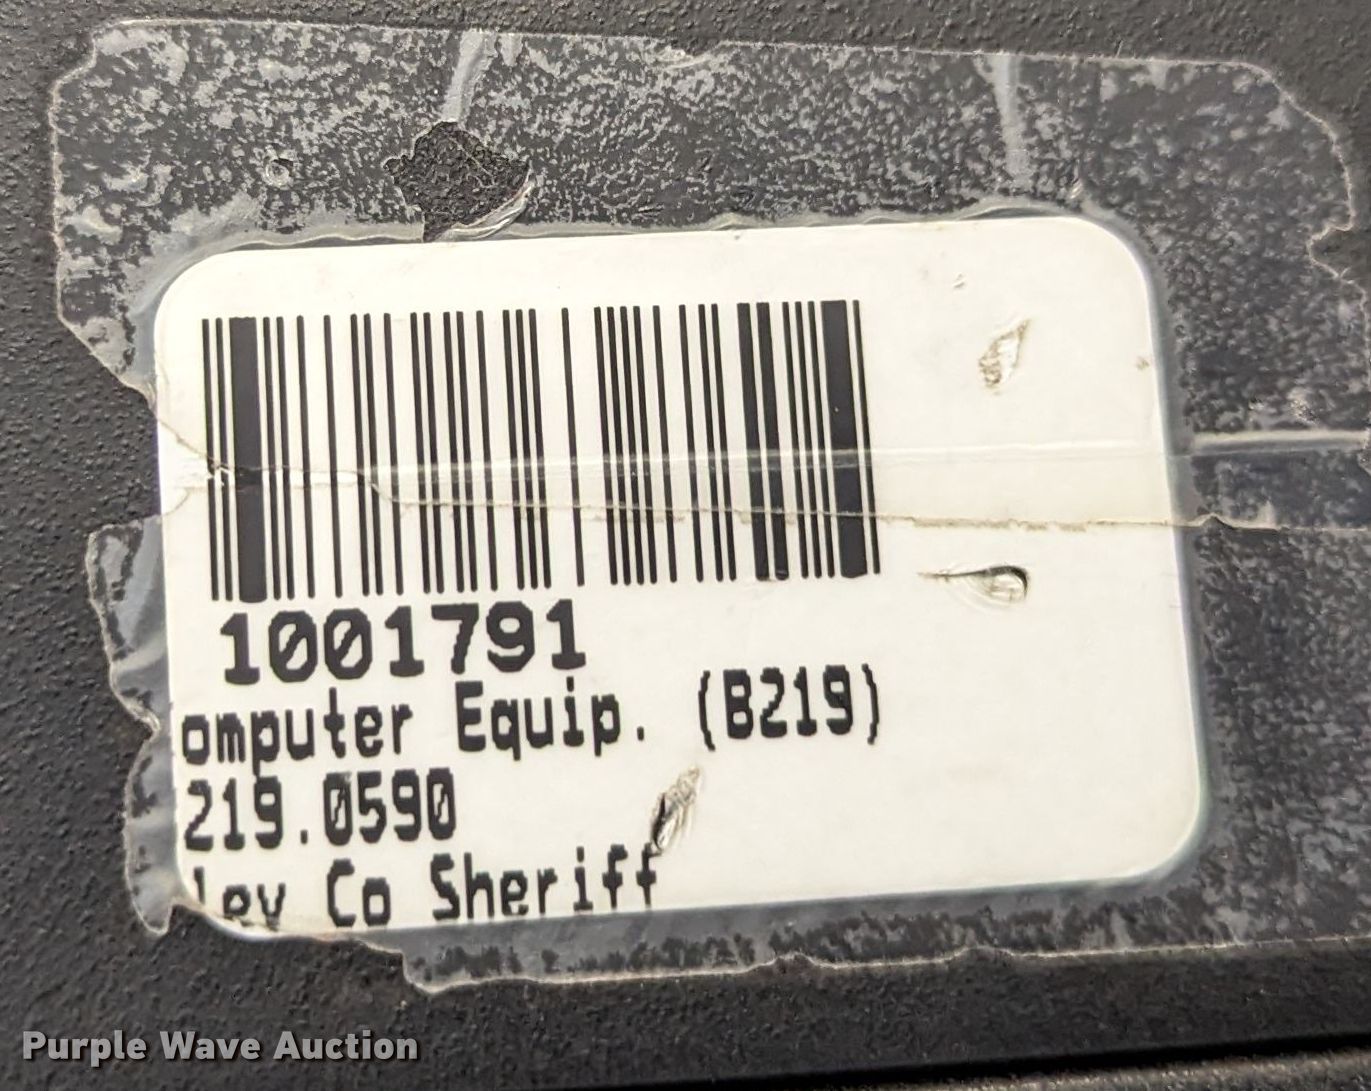 1001791
omputer Equip. (B219)
219.0590
ley Co Sheriff
Purple Wave Auction